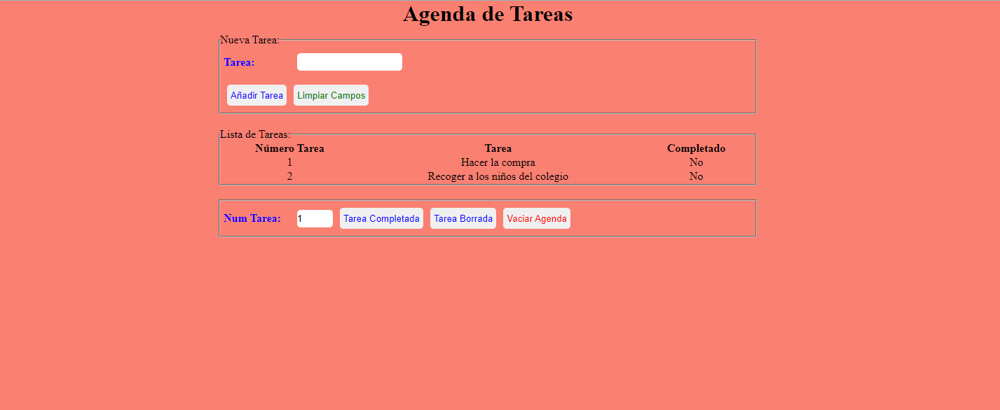 Agenda de Tareas
Nueva Tarea:
Tarea:
Añadir Tarea Limpiar Campos
Lista de Tareas:
Número Tarea Tarea Completado
1 Hacer la compra No
2 Recoger a los niños del colegio No
Num Tarea: 1 Tarea Completada Tarea Borrada Vaciar Agenda